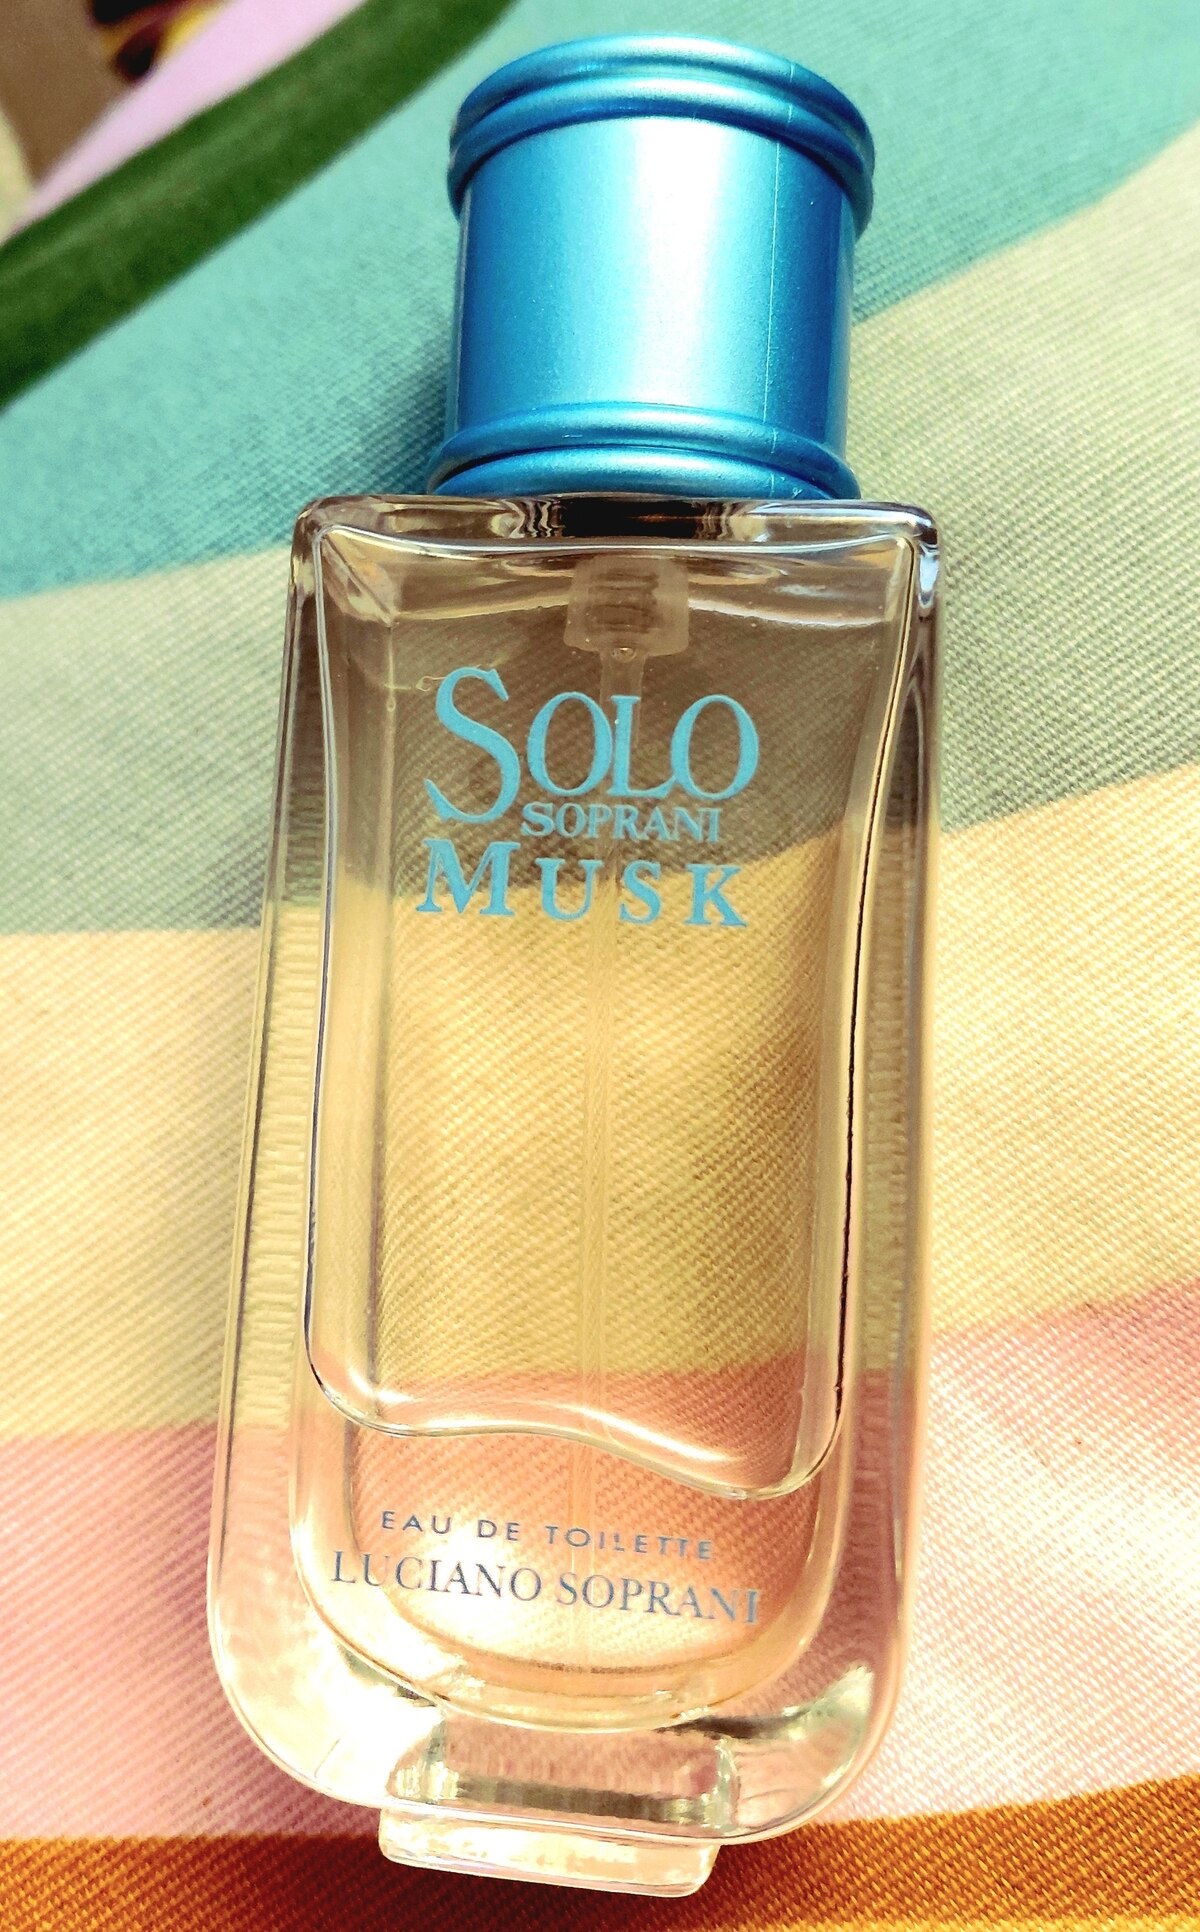 SOLO
SOPRANI
MUSK
EAU DE TOILETTE
LUCIANO SOPRANI